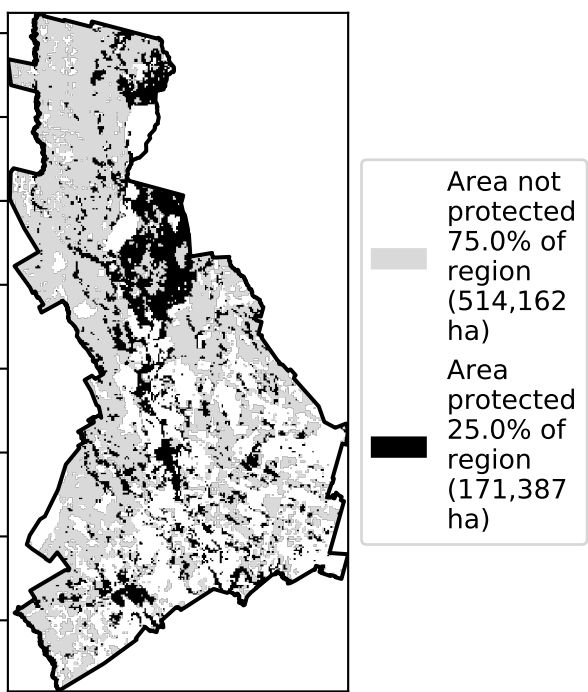 Area not
protected
75.0% of
region
(514,162
ha)
Area
protected
25.0% of
region
(171,387
ha)